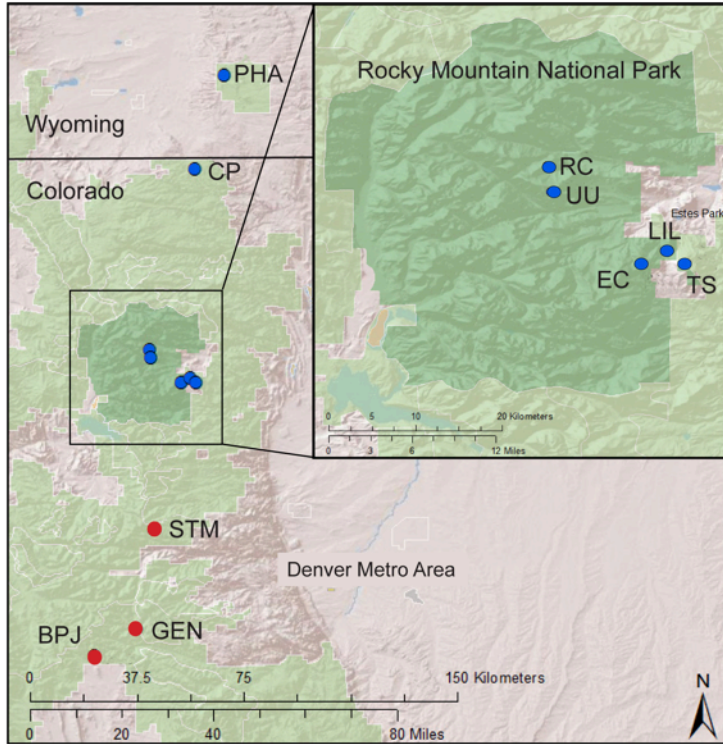 PHA
Wyoming
CP
Colorado
Rocky Mountain National Park
RC
UU
Estes Park
LIL
EC
TS
0 5 10 20 Kilometers
0 3 6 12 Miles
STM
Denver Metro Area
GEN
BPJ
0 37.5 75 150 Kilometers
0 20 40 80 Miles
N